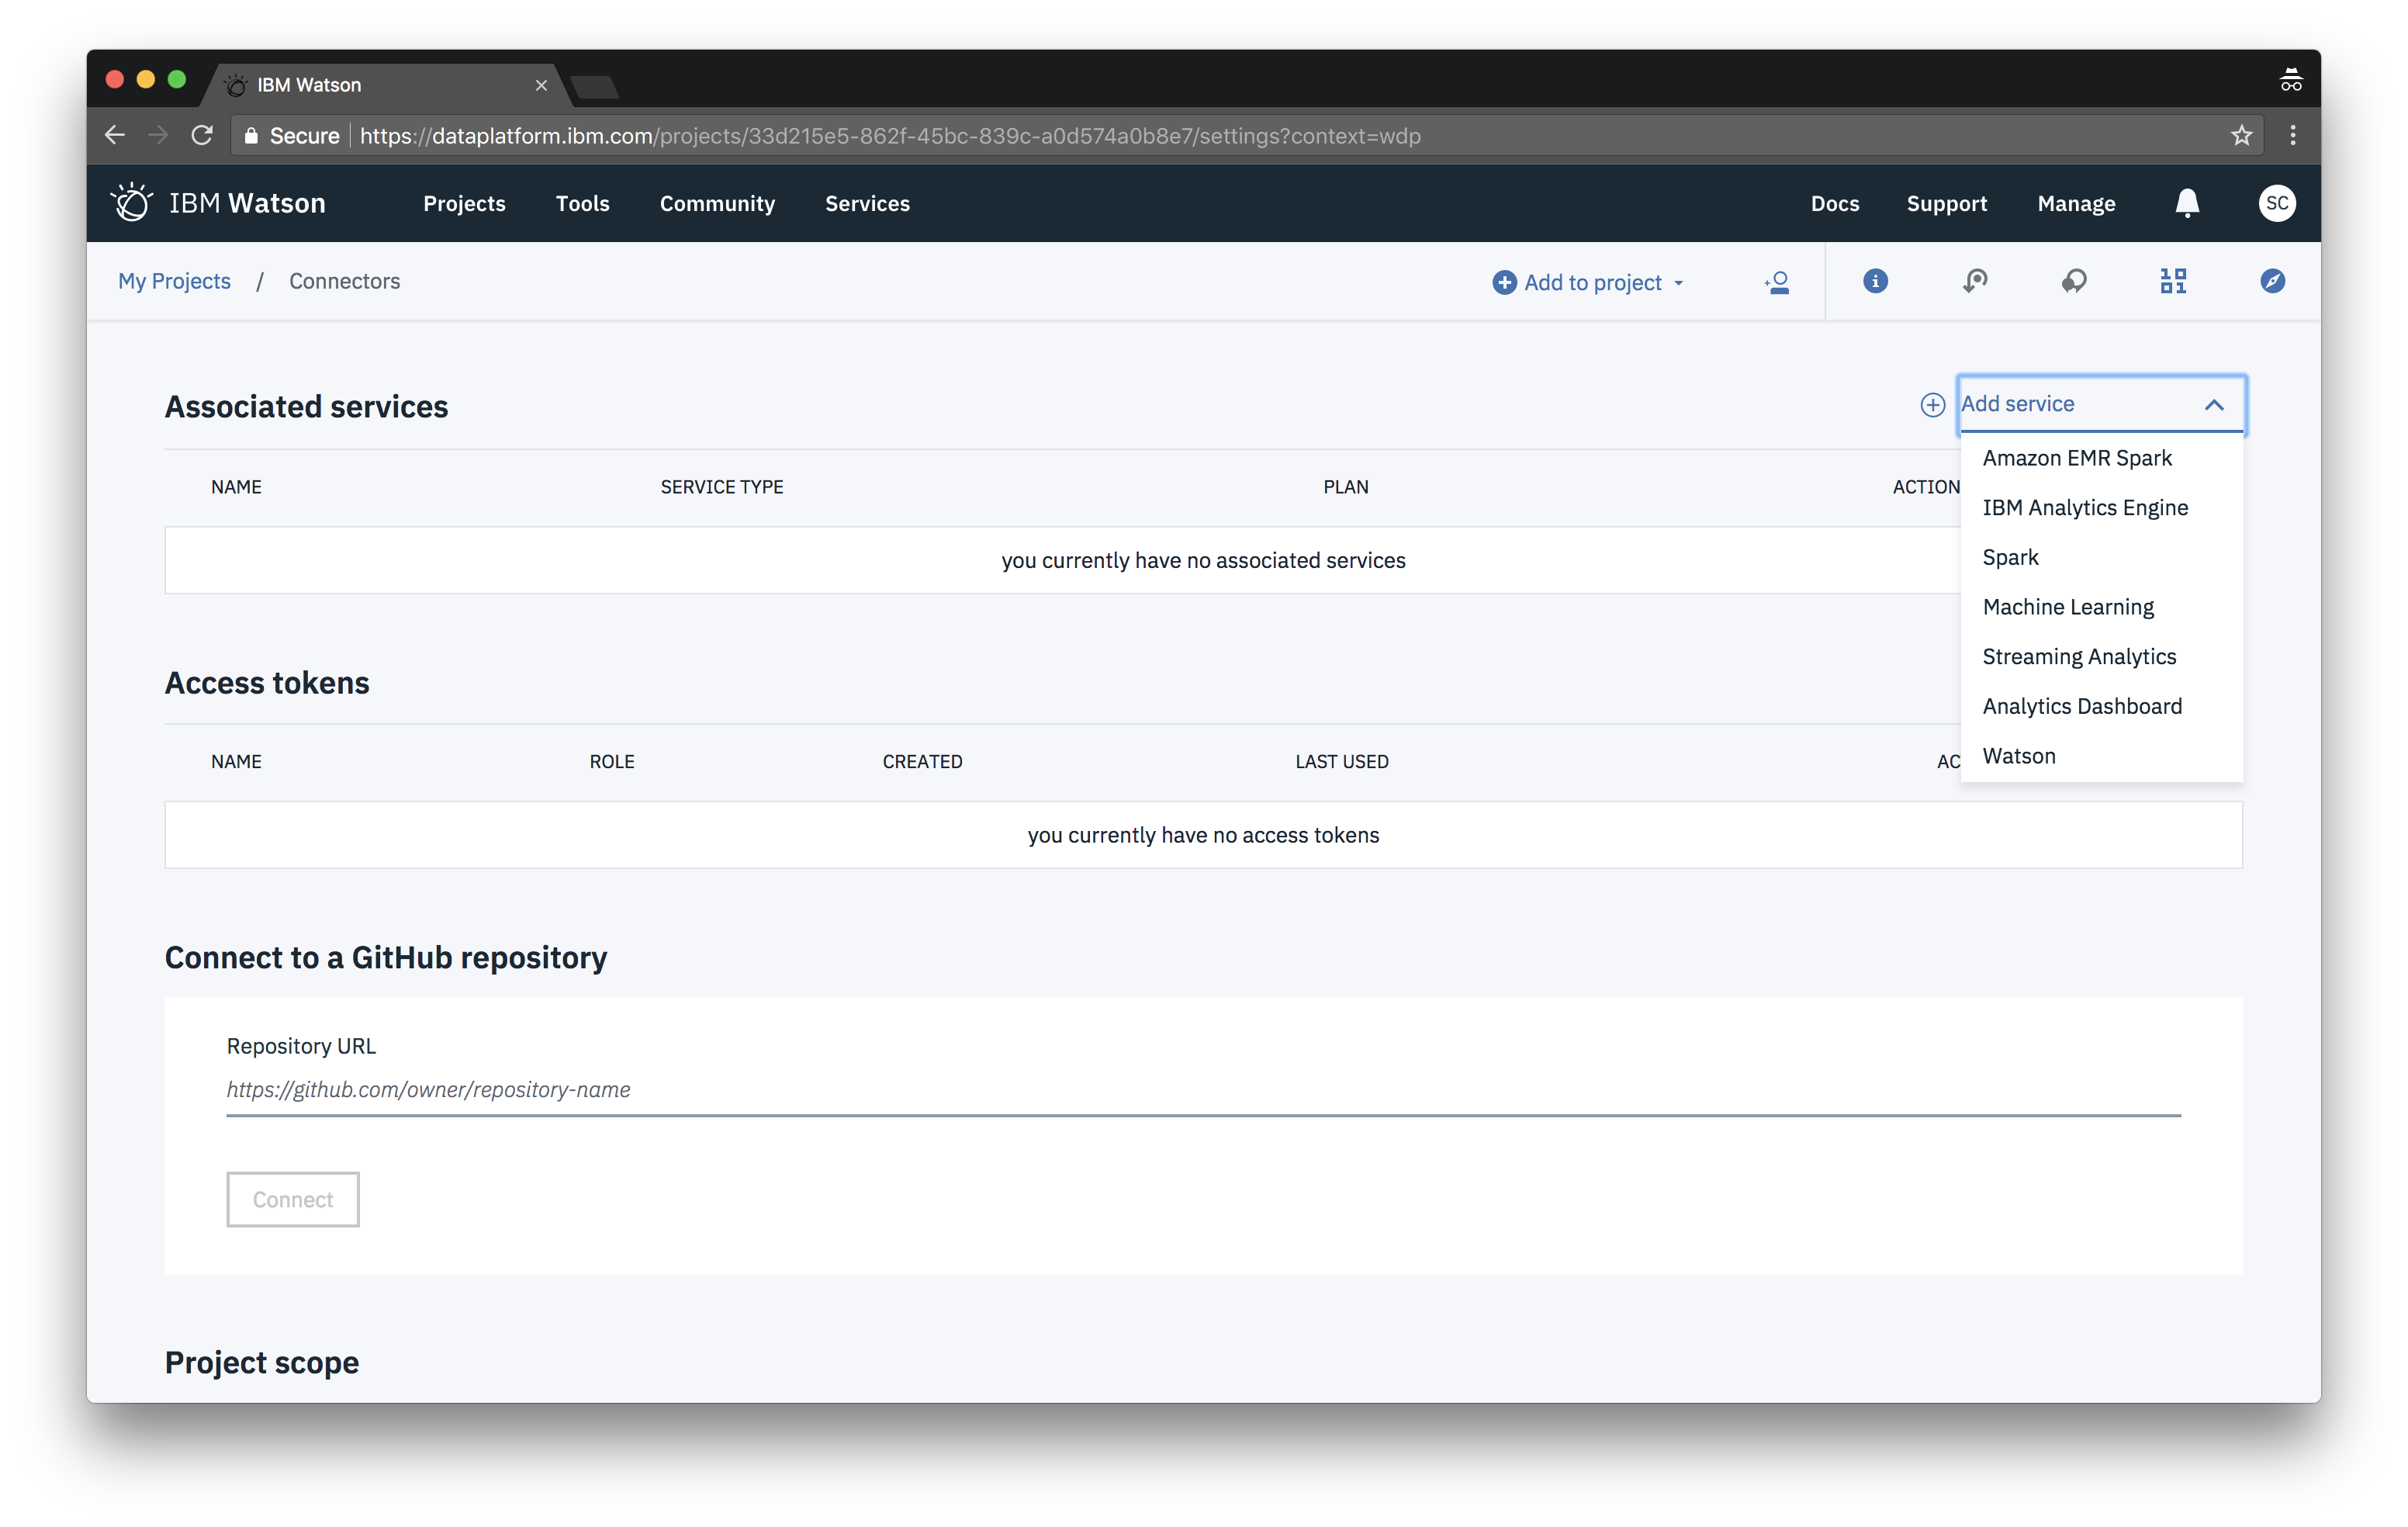 IBM Watson
Secure https://dataplatform.ibm.com/projects/33d215e5-862f-45bc-839c-a0d574a0b8e7/settings?context=wdp
IBM Watson Projects Tools Community Services Docs Support Manage SC
My Projects / Connectors Add to project
Associated services Add service
Amazon EMR Spark
IBM Analytics Engine
Spark
Machine Learning
Streaming Analytics
Analytics Dashboard
Watson
NAME SERVICE TYPE PLAN ACTION
you currently have no associated services
Access tokens
NAME ROLE CREATED LAST USED AC
you currently have no access tokens
Connect to a GitHub repository
Repository URL
https://github.com/owner/repository-name
Connect
Project scope